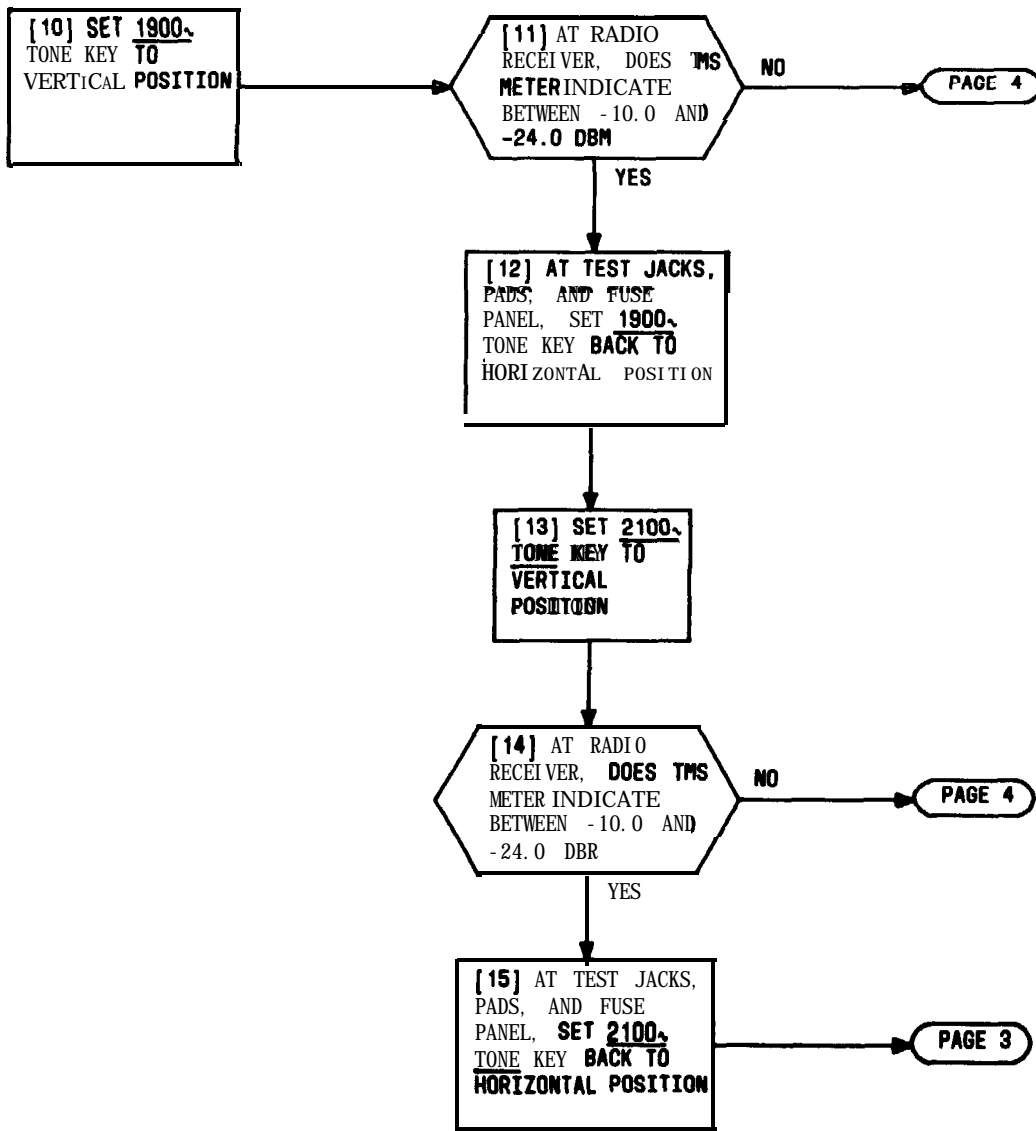 [10] SET 1900~
TONE KEY TO
VERTICAL POSITION
[11] AT RADIO
RECEIVER, DOES TMS
METER INDICATE
BETWEEN -10.0 AND
-24.0 DBM
NO
PAGE 4
YES
[12] AT TEST JACKS,
PADS, AND FUSE
PANEL, SET 1900~
TONE KEY BACK TO
HORIZONTAL POSITION
[13] SET 2100~
TONE KEY TO
VERTICAL
POSITION
[14] AT RADIO
RECEIVER, DOES TMS
METER INDICATE
BETWEEN -10.0 AND
-24.0 DBR
NO
PAGE 4
YES
[15] AT TEST JACKS,
PADS, AND FUSE
PANEL, SET 2100~
TONE KEY BACK TO
HORIZONTAL POSITION
PAGE 3